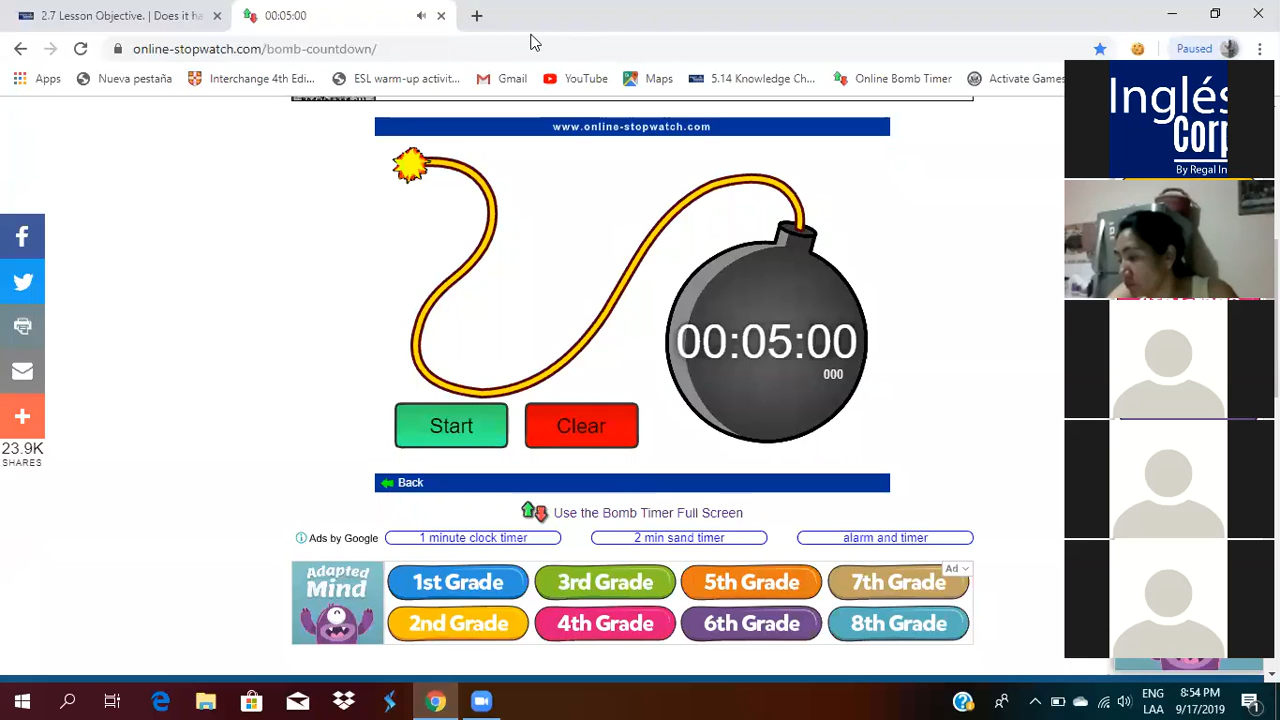 2.7 Lesson Objective. | Does it ha
00:05:00
online-stopwatch.com/bomb-countdown/
Paused
Apps
Nueva pestaña
Interchange 4th Edi...
ESL warm-up activit...
Gmail
YouTube
Maps
5.14 Knowledge Ch...
Online Bomb Timer
Activate Games
Inglés
Corp
By Regal In
www.online-stopwatch.com
00:05:00
000
Start
Clear
23.9K
SHARES
Back
Use the Bomb Timer Full Screen
Ads by Google
1 minute clock timer
2 min sand timer
alarm and timer
Ad
Adapted
Mind
1st Grade
3rd Grade
5th Grade
7th Grade
2nd Grade
4th Grade
6th Grade
8th Grade
ENG
LAA
8:54 PM
9/17/2019
1